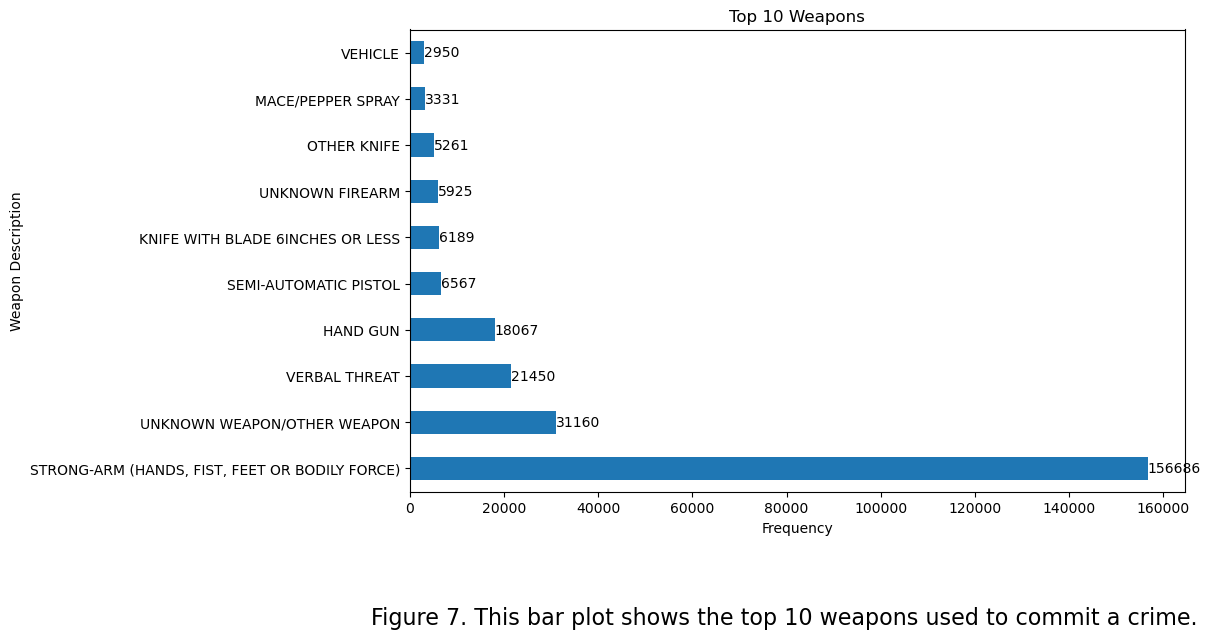 Top 10 Weapons
VEHICLE 2950
MACE/PEPPER SPRAY 3331
OTHER KNIFE 5261
UNKNOWN FIREARM 5925
KNIFE WITH BLADE 6INCHES OR LESS 6189
SEMI-AUTOMATIC PISTOL 6567
HAND GUN 18067
VERBAL THREAT 21450
UNKNOWN WEAPON/OTHER WEAPON 31160
STRONG-ARM (HANDS, FIST, FEET OR BODILY FORCE) 156686
Weapon Description
0 20000 40000 60000 80000 100000 120000 140000 160000
Frequency
Figure 7. This bar plot shows the top 10 weapons used to commit a crime.